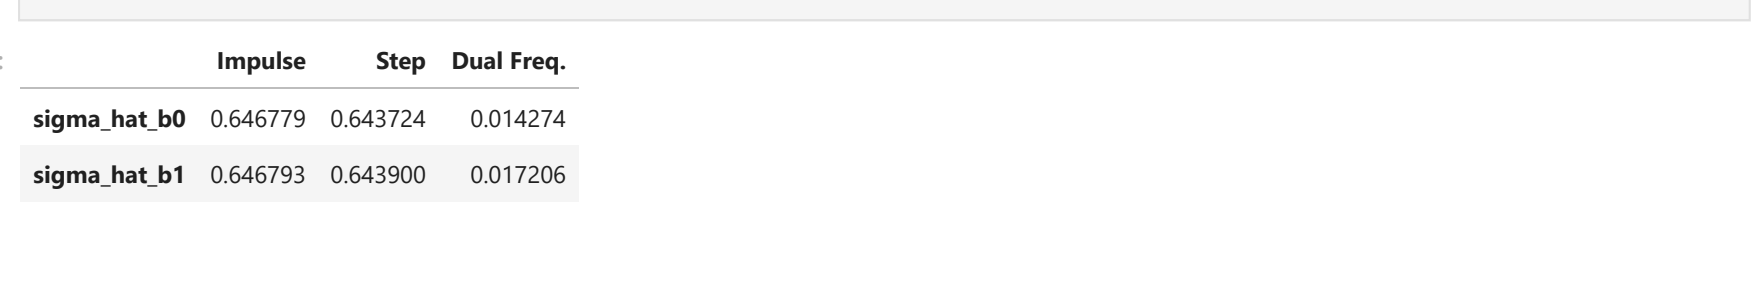 Impulse Step Dual Freq.
sigma_hat_b0 0.646779 0.643724 0.014274
sigma_hat_b1 0.646793 0.643900 0.017206